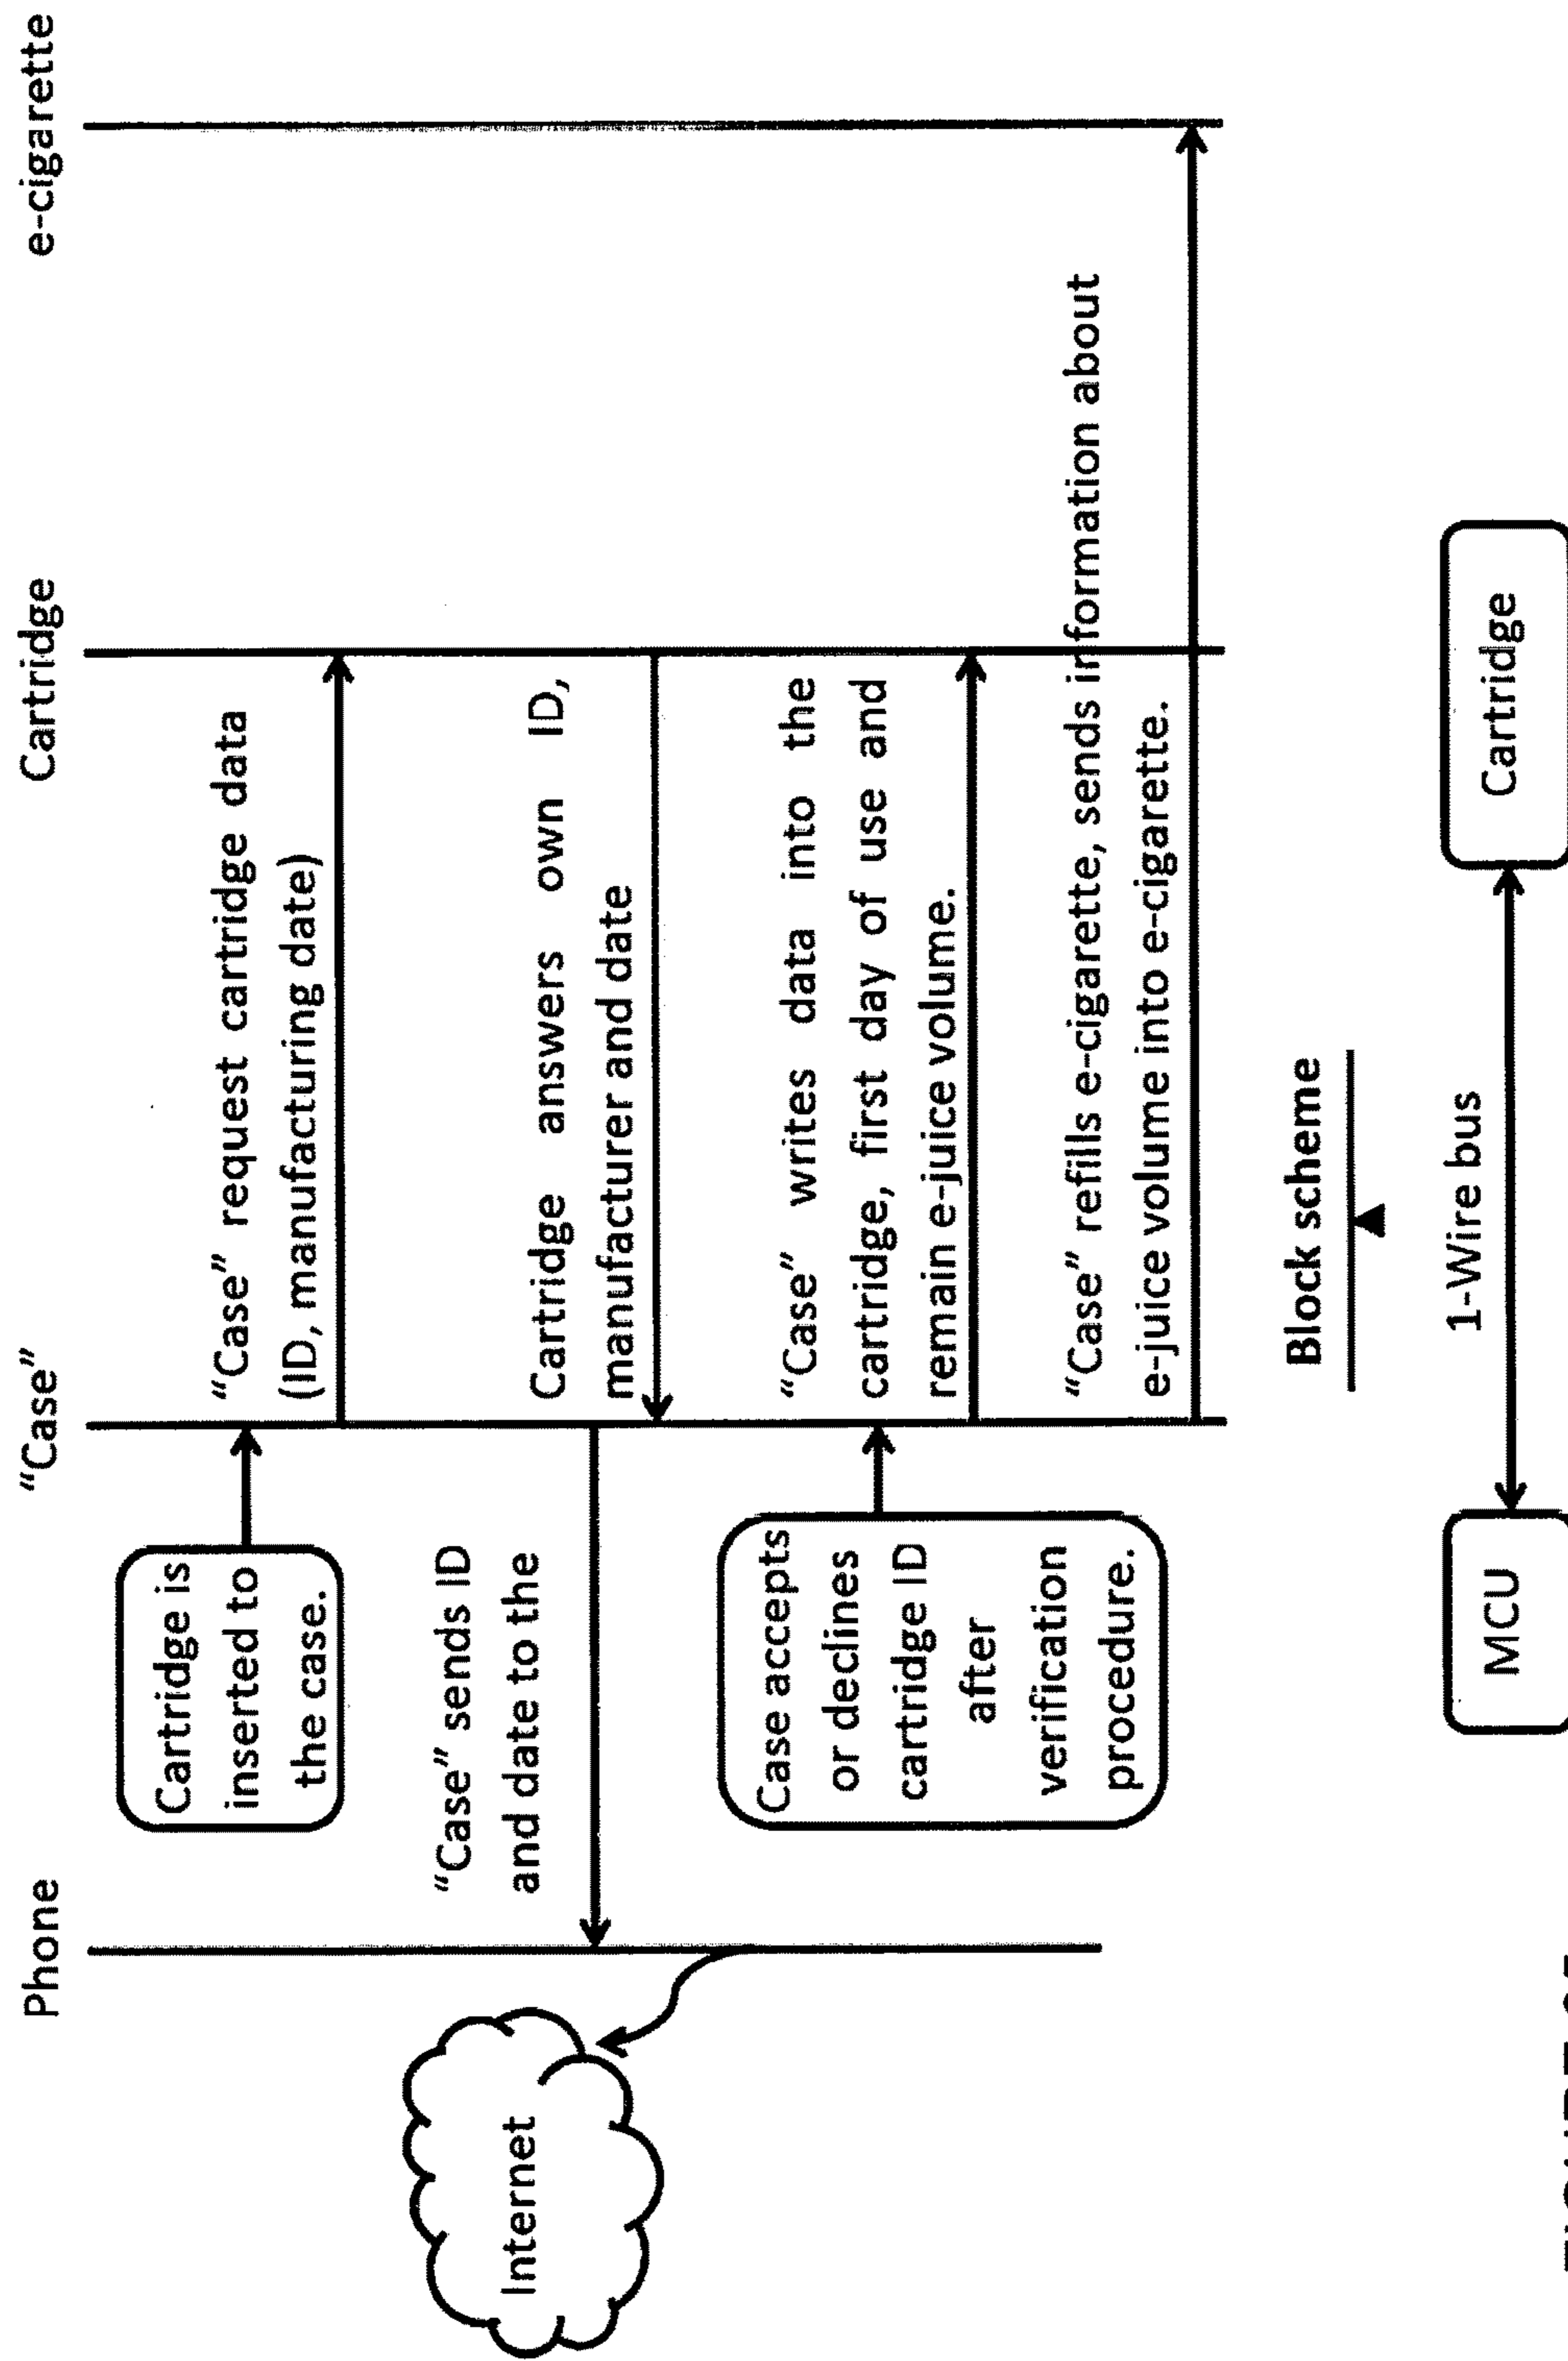 Phone
"Case"
Cartridge
e-cigarette
Cartridge is
inserted to
the case.
"Case" request cartridge data
(ID, manufacturing date)
"Case" sends ID
and date to the
Internet
Cartridge answers own ID,
manufacturer and date
Case accepts
or declines
cartridge ID
after
verification
procedure.
"Case" writes data into the
cartridge, first day of use and
remain e-juice volume.
"Case" refills e-cigarette, sends information about
e-juice volume into e-cigarette.
Block scheme
MCU
1-Wire bus
Cartridge